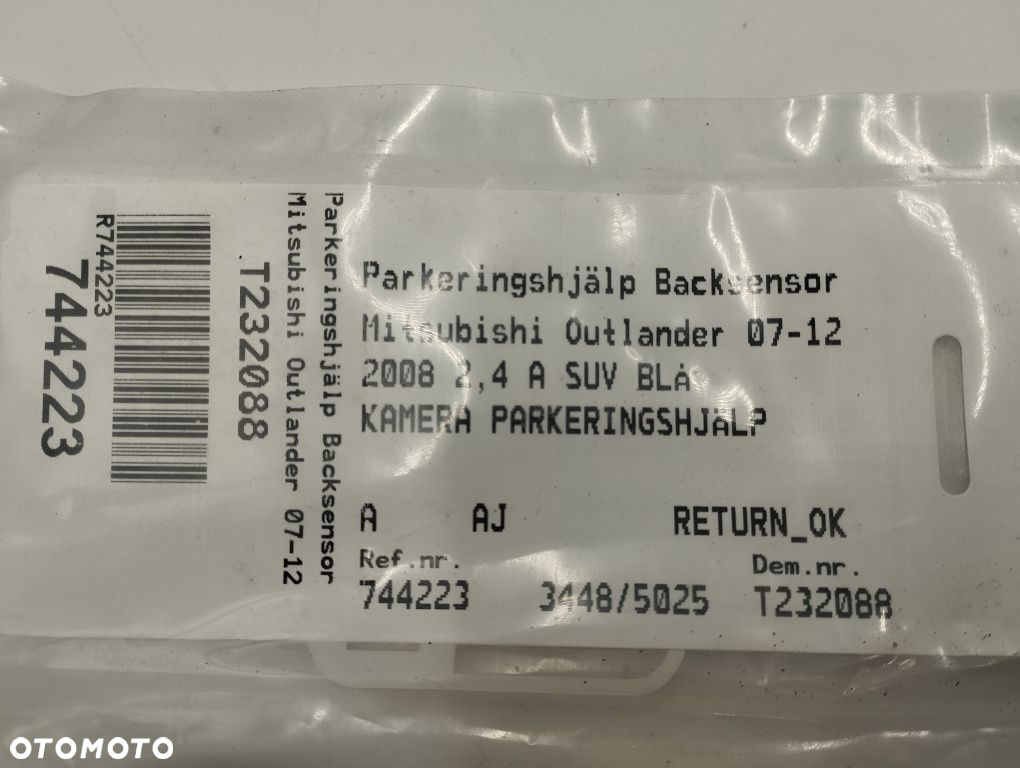 Parkeringshjälp Backsensor
Mitsubishi Outlander 07-12
T232088
R744223
744223
Parkeringshjälp Backsensor
Mitsubishi Outlander 07-12
2008 2,4 A SUV BLÅ
KAMERA PARKERINGSHJÄLP
A AJ RETURN_OK
Ref.nr. Dem.nr.
744223 3448/5025 T232088
OTOMOTO